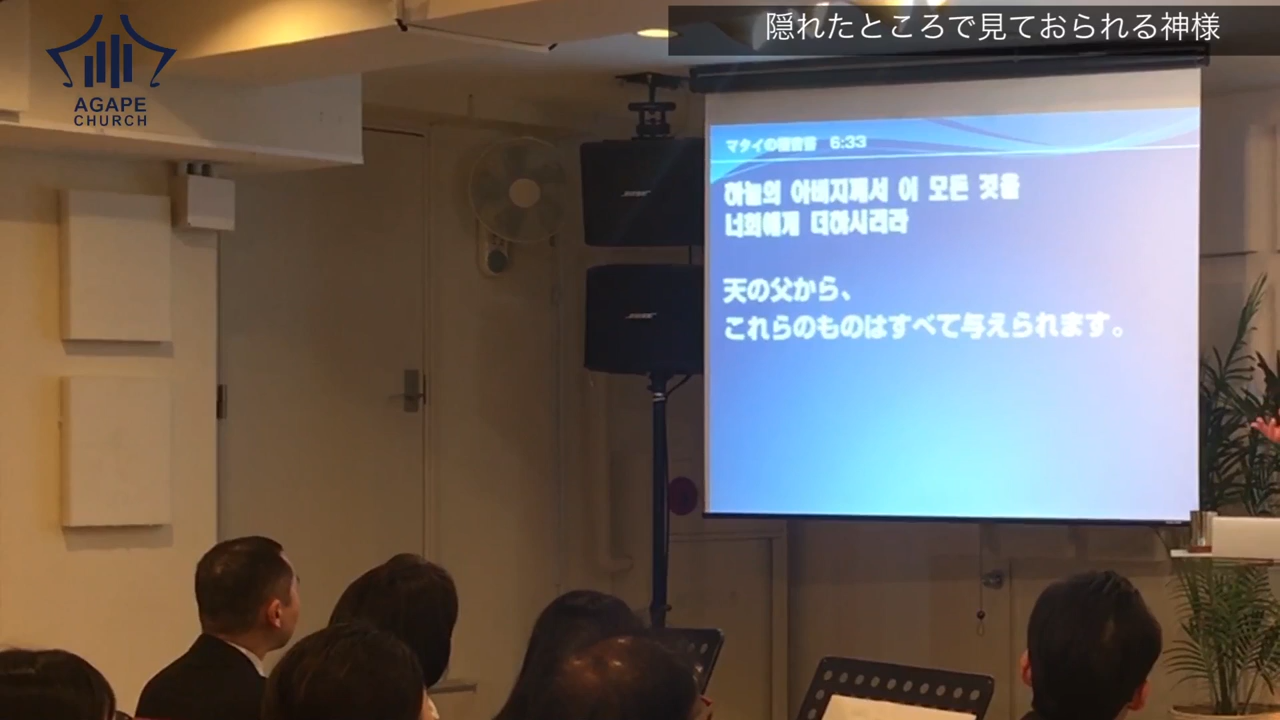 隠れたところで見ておられる神様
AGAPE
CHURCH
マタイの福音書 6:33
하늘의 아버지께서 이 모든 것을
너희에게 더하시리라
天の父から、
これらのものはすべて与えられます。
BOSE
BOSE